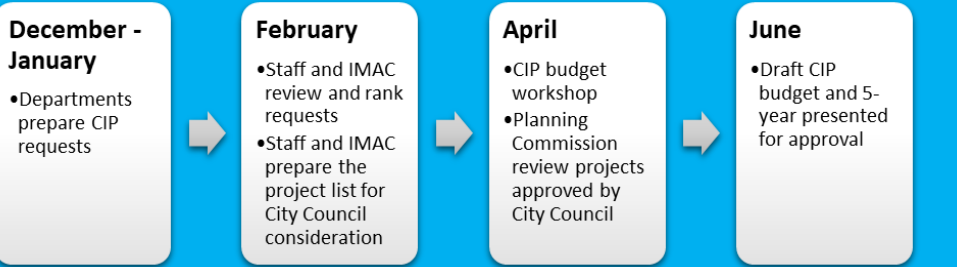 December -
January
•Departments
prepare CIP
requests
February
•Staff and IMAC
review and rank
requests
•Staff and IMAC
prepare the
project list for
City Council
consideration
April
•CIP budget
workshop
•Planning
Commission
review projects
approved by
City Council
June
•Draft CIP
budget and 5-
year presented
for approval